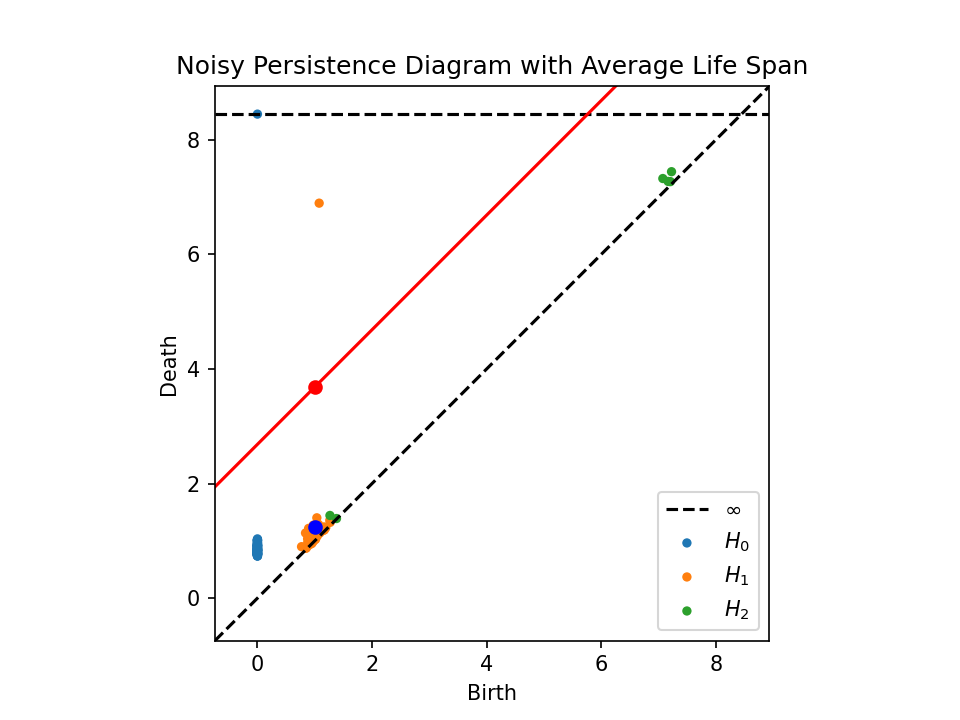 Noisy Persistence Diagram with Average Life Span
8
6
4
2
0
Death
∞
H₀
H₁
H₂
0 2 4 6 8
Birth